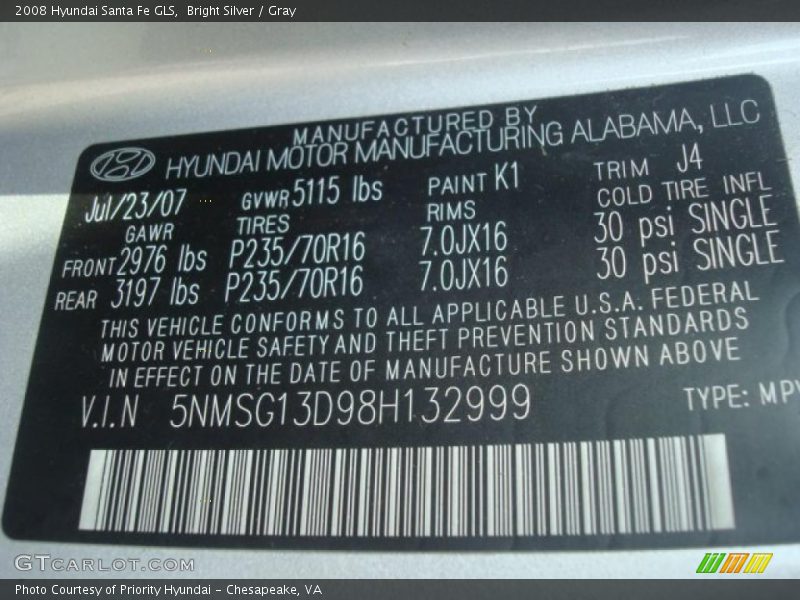 2008 Hyundai Santa Fe GLS, Bright Silver / Gray
MANUFACTURED BY
HYUNDAI MOTOR MANUFACTURING ALABAMA, LLC
Jul/23/07 GVWR 5115 lbs PAINT K1 TRIM J4
GAWR TIRES RIMS COLD TIRE INFL
FRONT 2976 lbs P235/70R16 7.0JX16 30 psi SINGLE
REAR 3197 lbs P235/70R16 7.0JX16 30 psi SINGLE
THIS VEHICLE CONFORMS TO ALL APPLICABLE U.S.A. FEDERAL
MOTOR VEHICLE SAFETY AND THEFT PREVENTION STANDARDS
IN EFFECT ON THE DATE OF MANUFACTURE SHOWN ABOVE
V.I.N 5NMSG13D98H132999 TYPE: MPV
GTCARLOT.COM
Photo Courtesy of Priority Hyundai - Chesapeake, VA